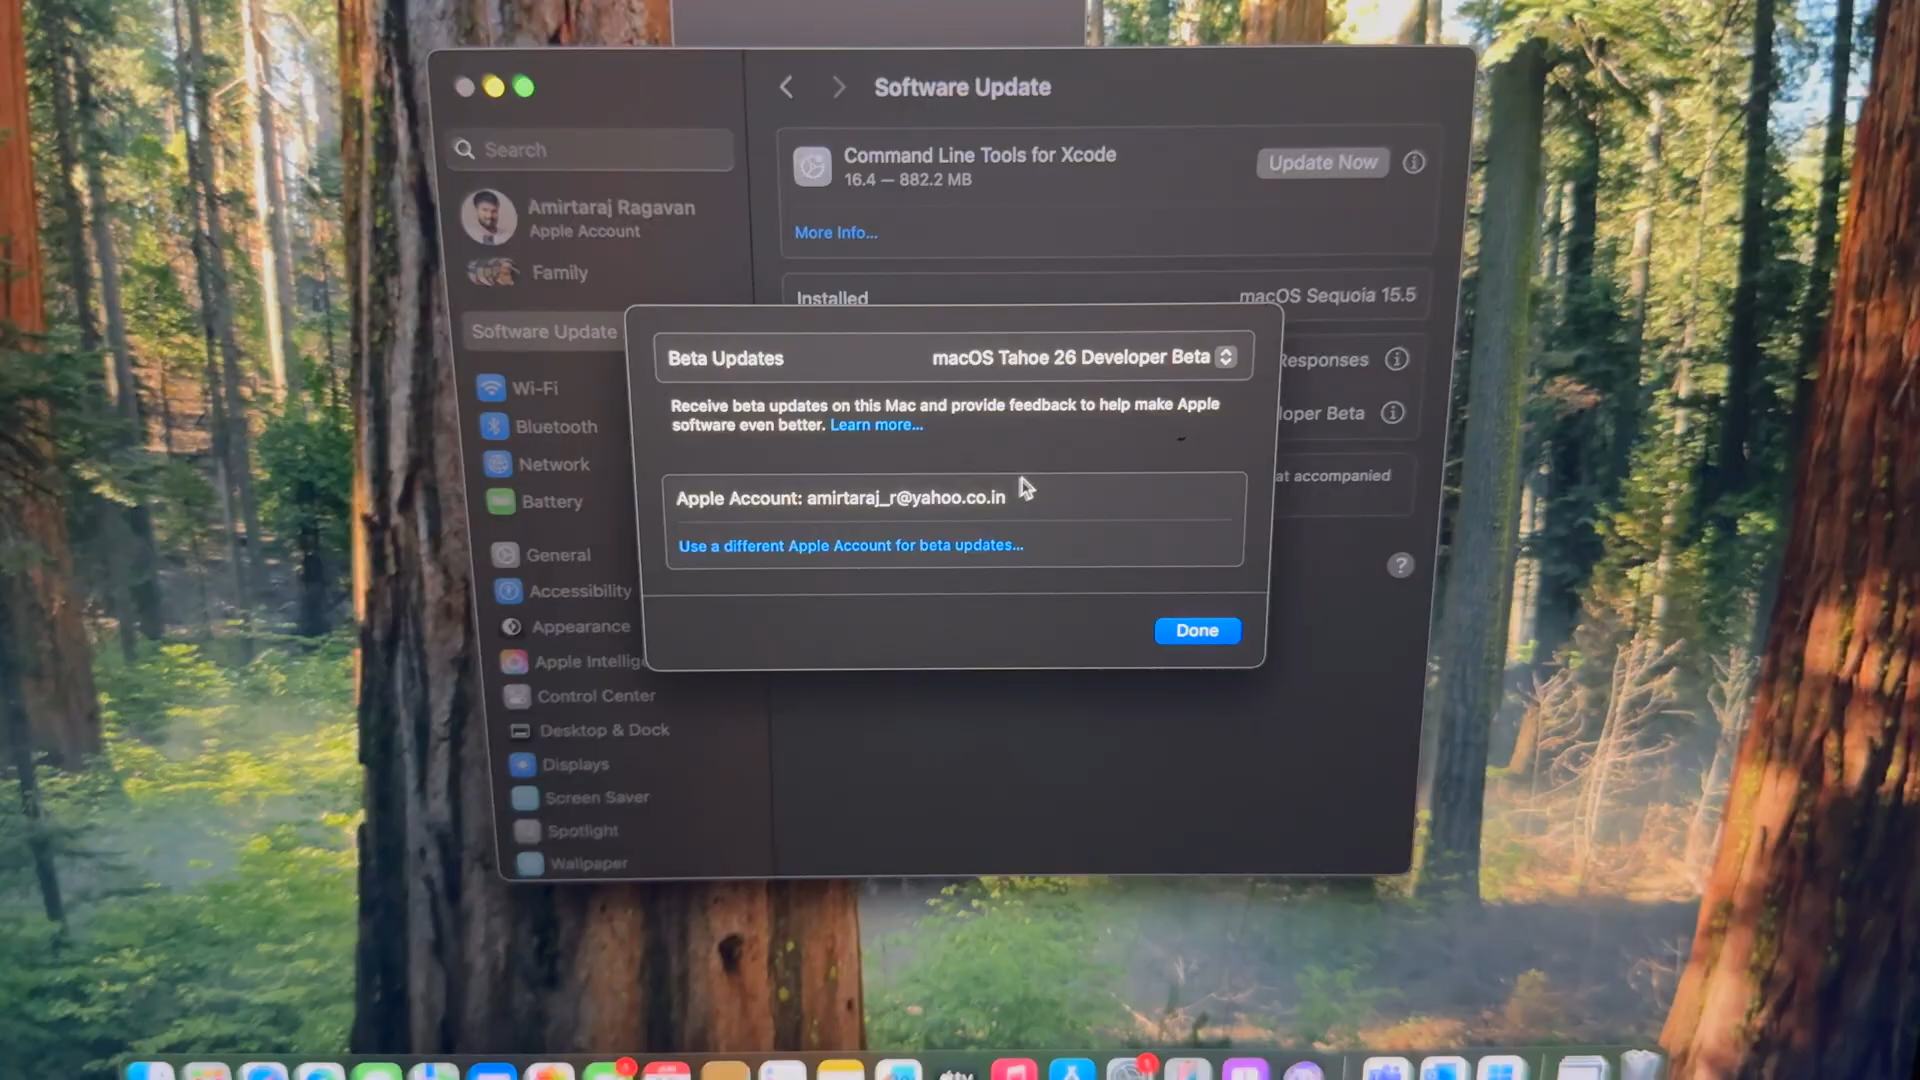 Software Update
Search
Amirtaraj Ragavan
Apple Account
Family
Software Update
Wi-Fi
Bluetooth
Network
Battery
General
Accessibility
Appearance
Apple Intellig
Control Center
Desktop & Dock
Displays
Screen Saver
Spotlight
Wallpaper
Command Line Tools for Xcode
16.4 — 882.2 MB
Update Now
More Info...
Installed
macOS Sequoia 15.5
Responses
loper Beta
at accompanied
?
Beta Updates
macOS Tahoe 26 Developer Beta
Receive beta updates on this Mac and provide feedback to help make Apple
software even better. Learn more...
Apple Account: amirtaraj_r@yahoo.co.in
Use a different Apple Account for beta updates...
Done